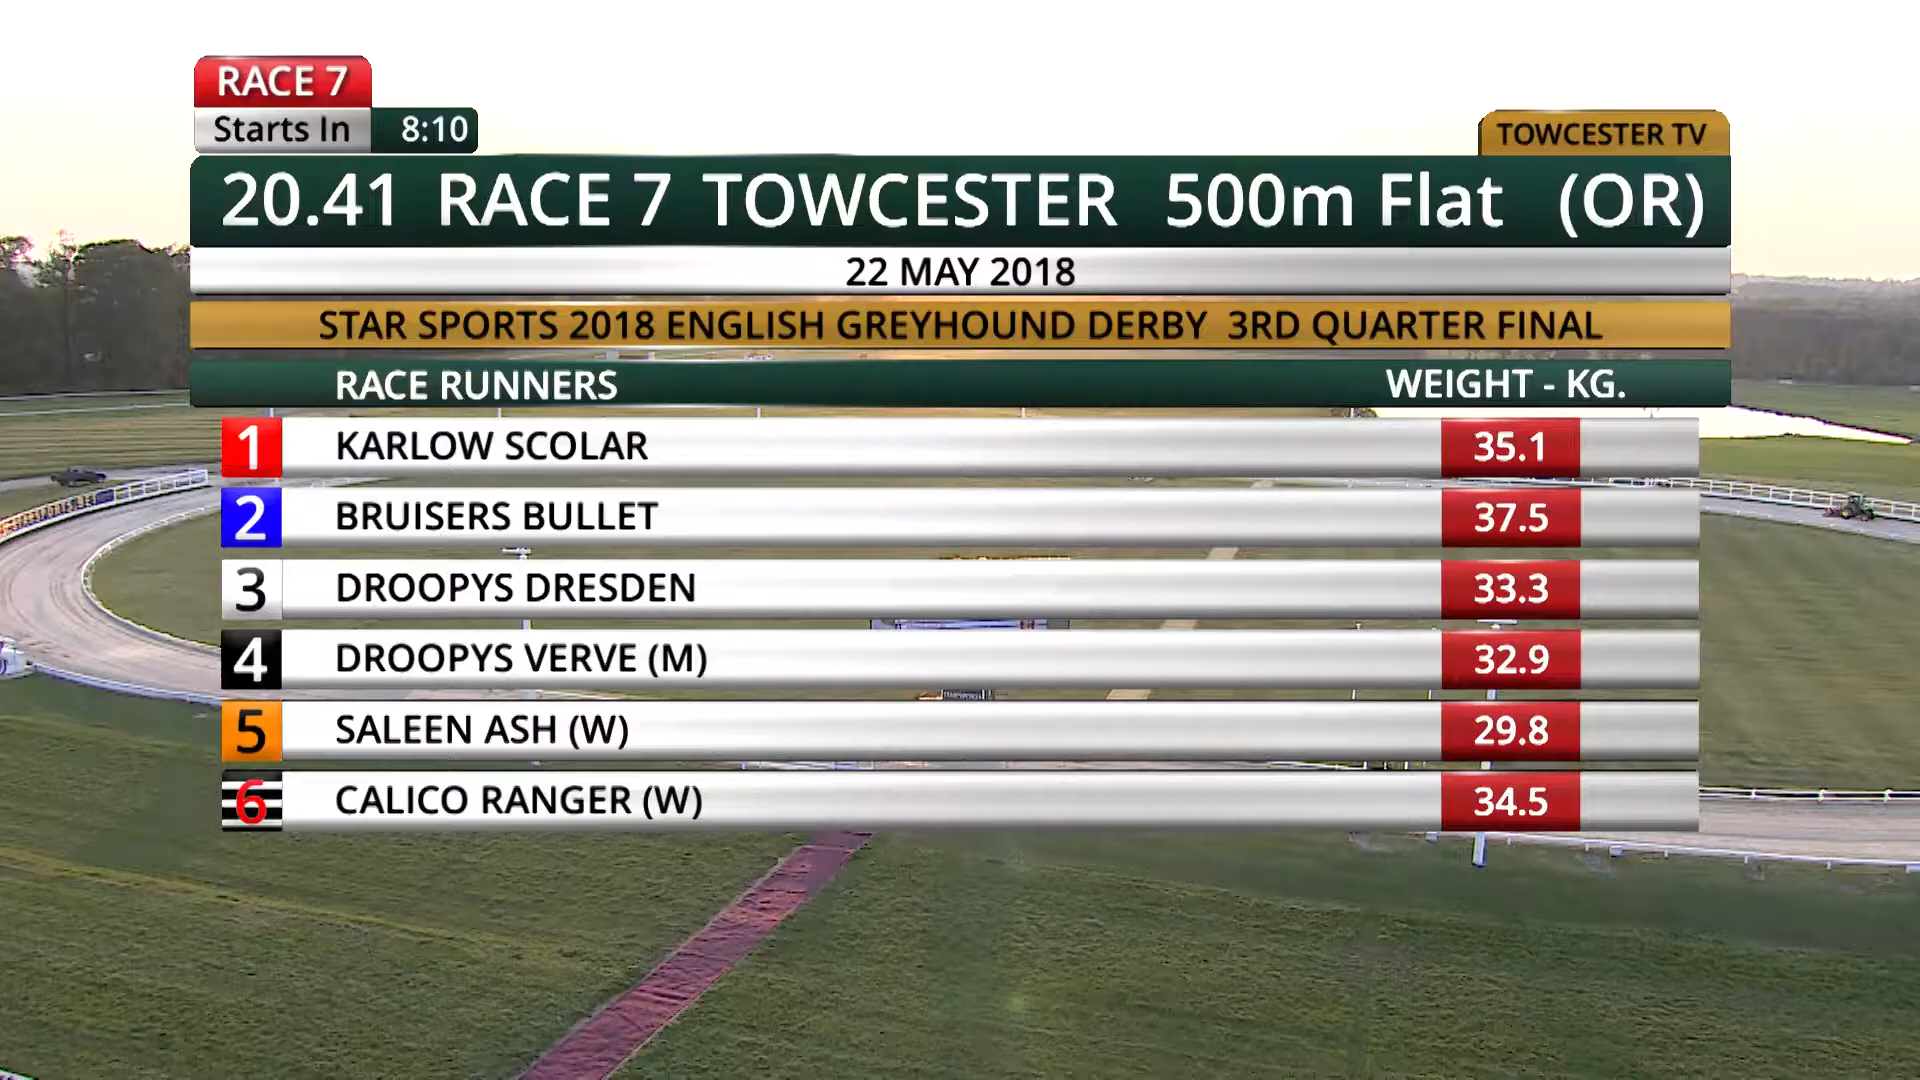 RACE 7
Starts In 8:10
TOWCESTER TV
20.41 RACE 7 TOWCESTER 500m Flat (OR)
22 MAY 2018
STAR SPORTS 2018 ENGLISH GREYHOUND DERBY 3RD QUARTER FINAL
RACE RUNNERS WEIGHT - KG.
1 KARLOW SCOLAR 35.1
2 BRUISERS BULLET 37.5
3 DROOPYS DRESDEN 33.3
4 DROOPYS VERVE (M) 32.9
5 SALEEN ASH (W) 29.8
6 CALICO RANGER (W) 34.5